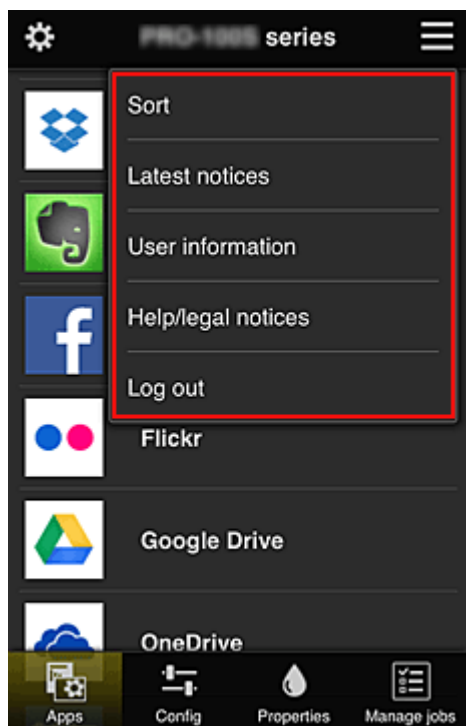 series
Sort
Latest notices
User information
Help/legal notices
Log out
Flickr
Google Drive
OneDrive
Apps
Config
Properties
Manage jobs